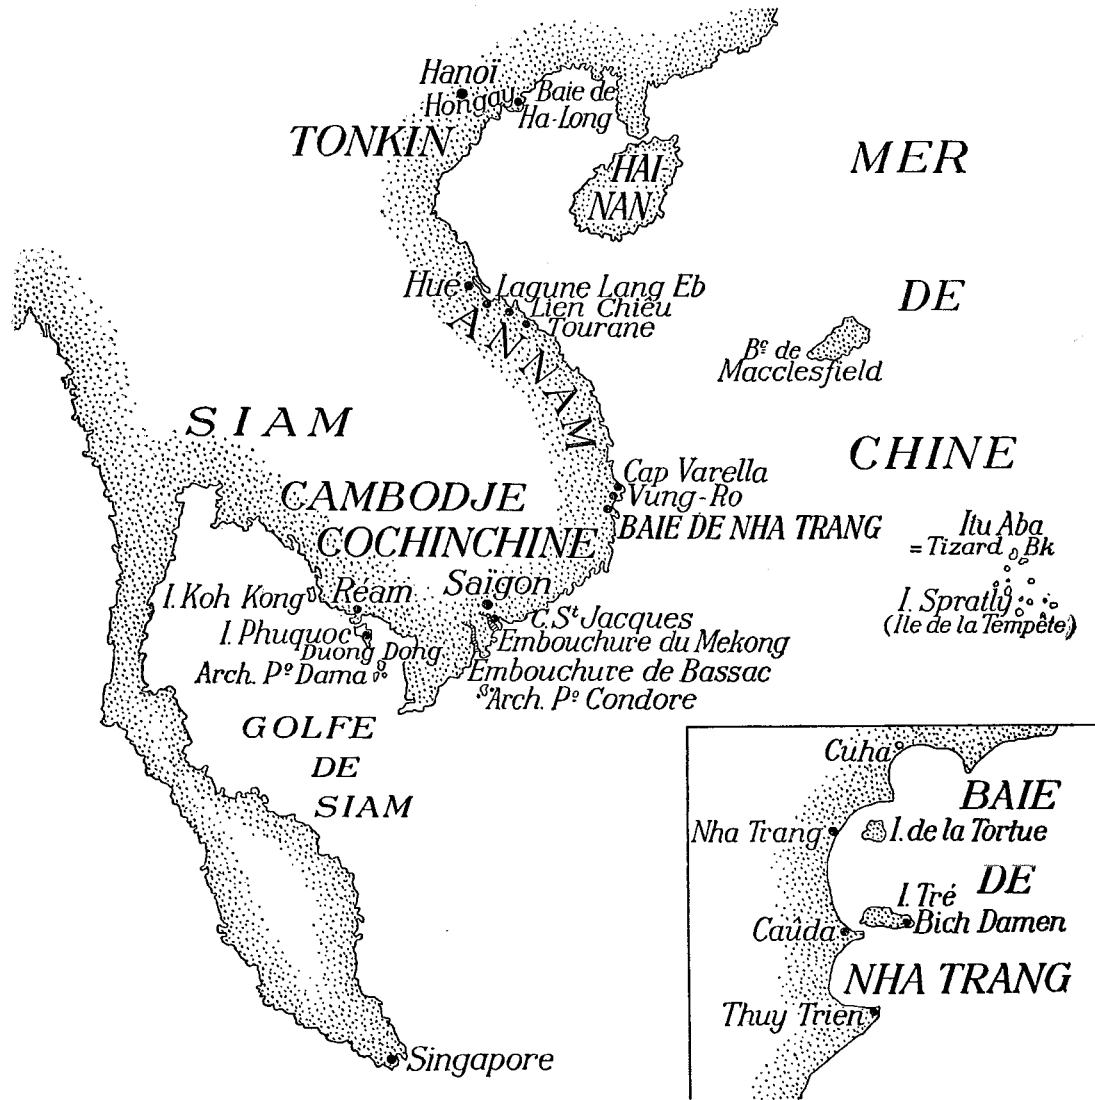 Hanoï
Hongay
Baie de
Ha-Long
TONKIN
HAI
NAN
MER
DE
CHINE
Hué
Lagune Lang Eb
Lien Chiêu
Tourane
ANNAM
Bᶜ de
Macclesfield
SIAM
CAMBODJE
COCHINCHINE
Cap Varella
Vung-Ro
BAIE DE NHA TRANG
Itu Aba
= Tizard Bk
I. Spratly
(Ile de la Tempête)
I. Koh Kong
Réam
Saïgon
I. Phuquoc
Duong Dong
Arch. Pº Dama
C. Sᵗ Jacques
Embouchure du Mekong
Embouchure de Bassac
Arch. Pº Condore
GOLFE
DE
SIAM
Singapore
Cuha
BAIE
Nha Trang
I. de la Tortue
DE
I. Tré
Bich Damen
Caûda
NHA TRANG
Thuy Trien